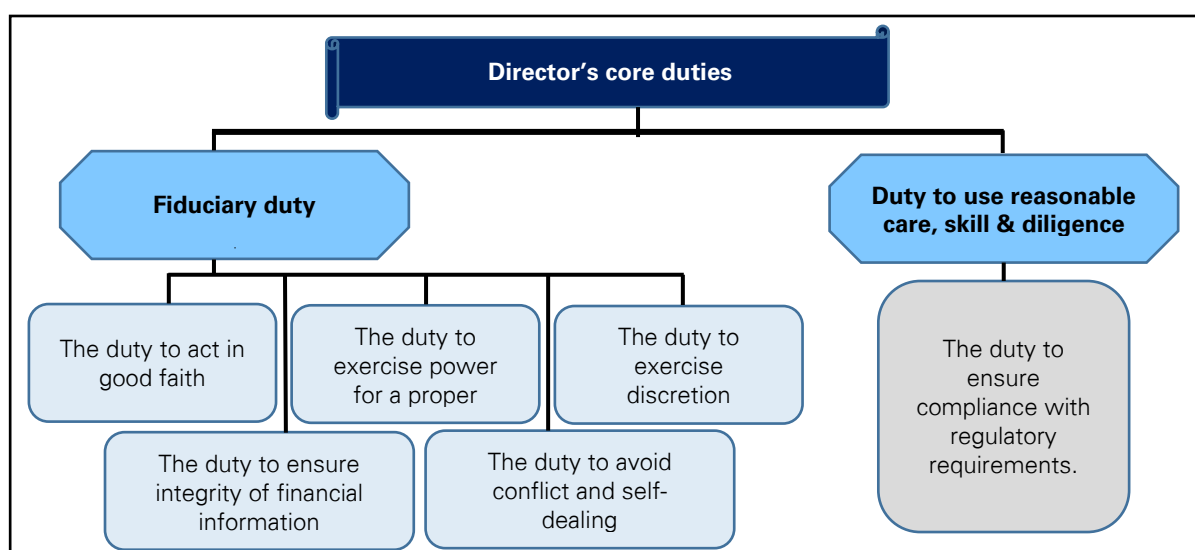 Director's core duties
Fiduciary duty
.
Duty to use reasonable
care, skill & diligence
The duty to act in
good faith
The duty to
exercise power
for a proper
The duty to
exercise
discretion
The duty to ensure
integrity of financial
information
The duty to avoid
conflict and self-
dealing
The duty to
ensure
compliance with
regulatory
requirements.